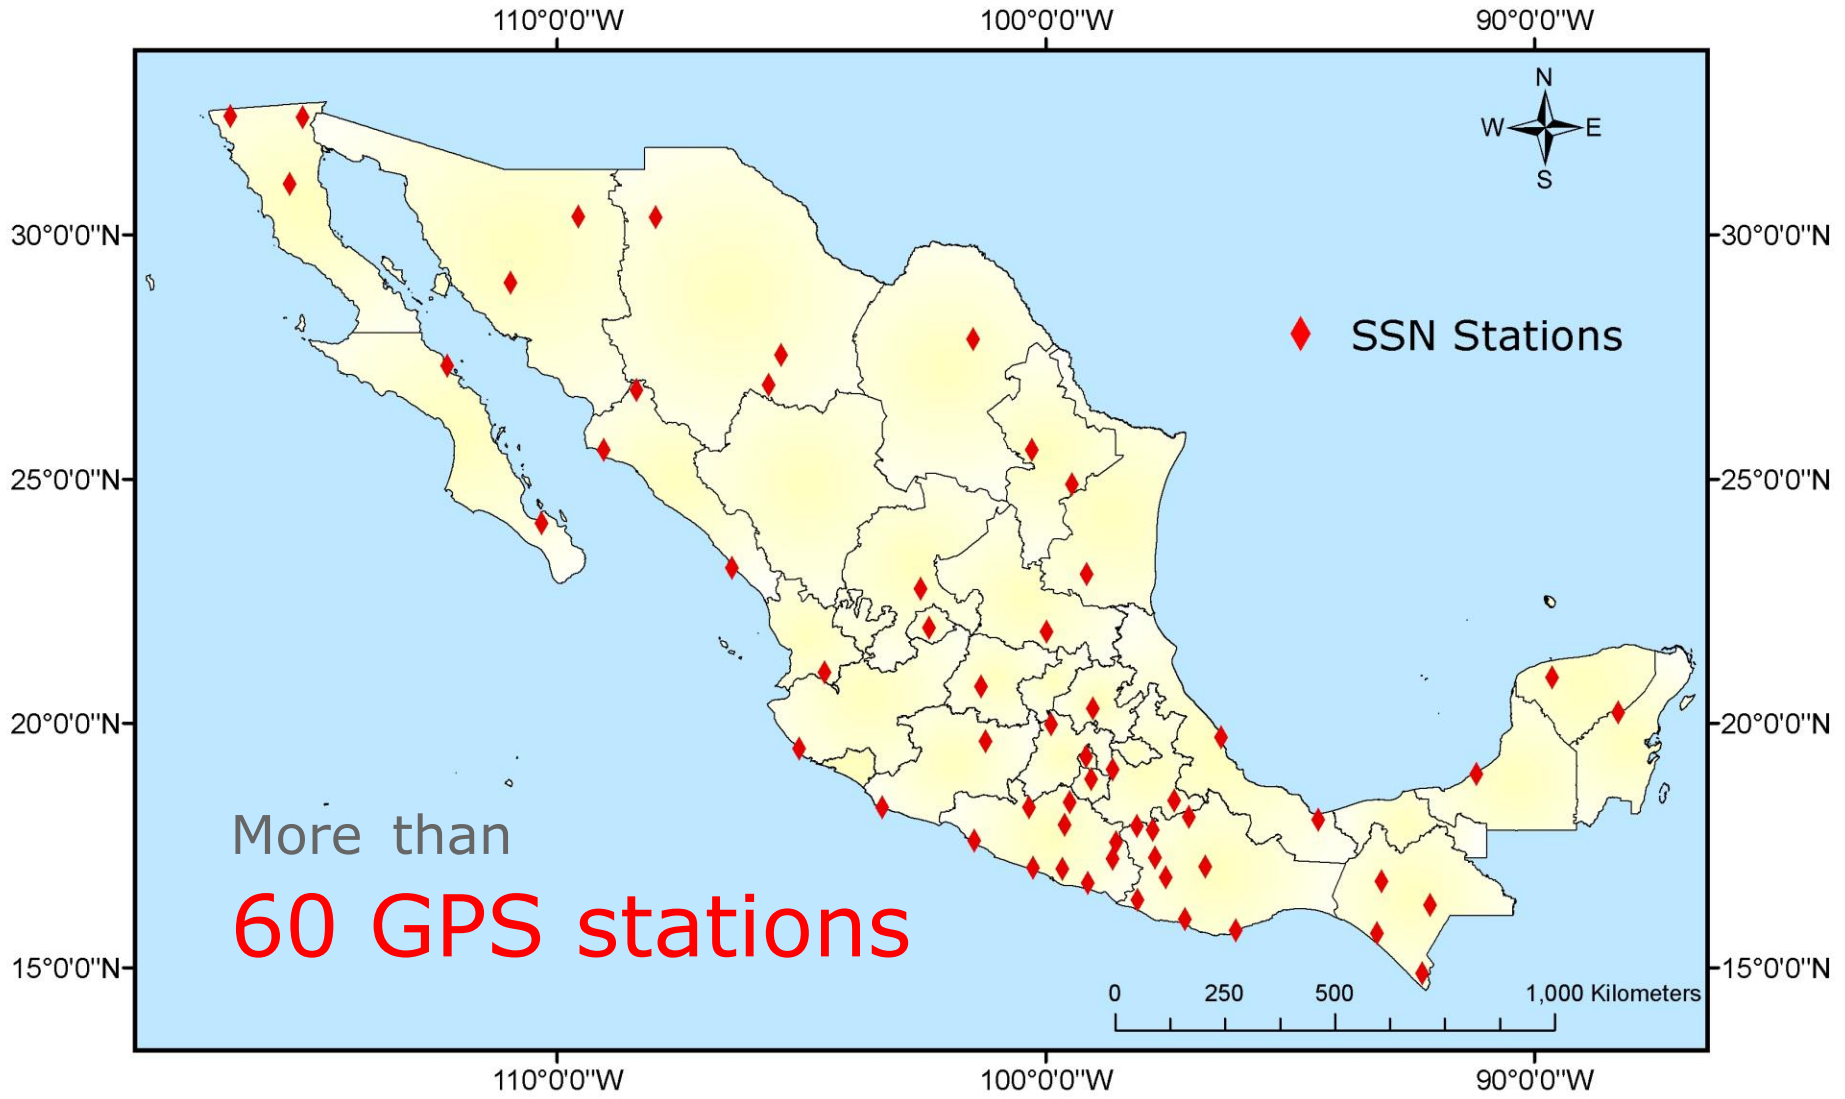 110°0'0"W 100°0'0"W 90°0'0"W
N
W E
S
30°0'0"N 30°0'0"N
SSN Stations
25°0'0"N 25°0'0"N
20°0'0"N 20°0'0"N
More than
60 GPS stations
15°0'0"N 15°0'0"N
0 250 500 1,000 Kilometers
110°0'0"W 100°0'0"W 90°0'0"W